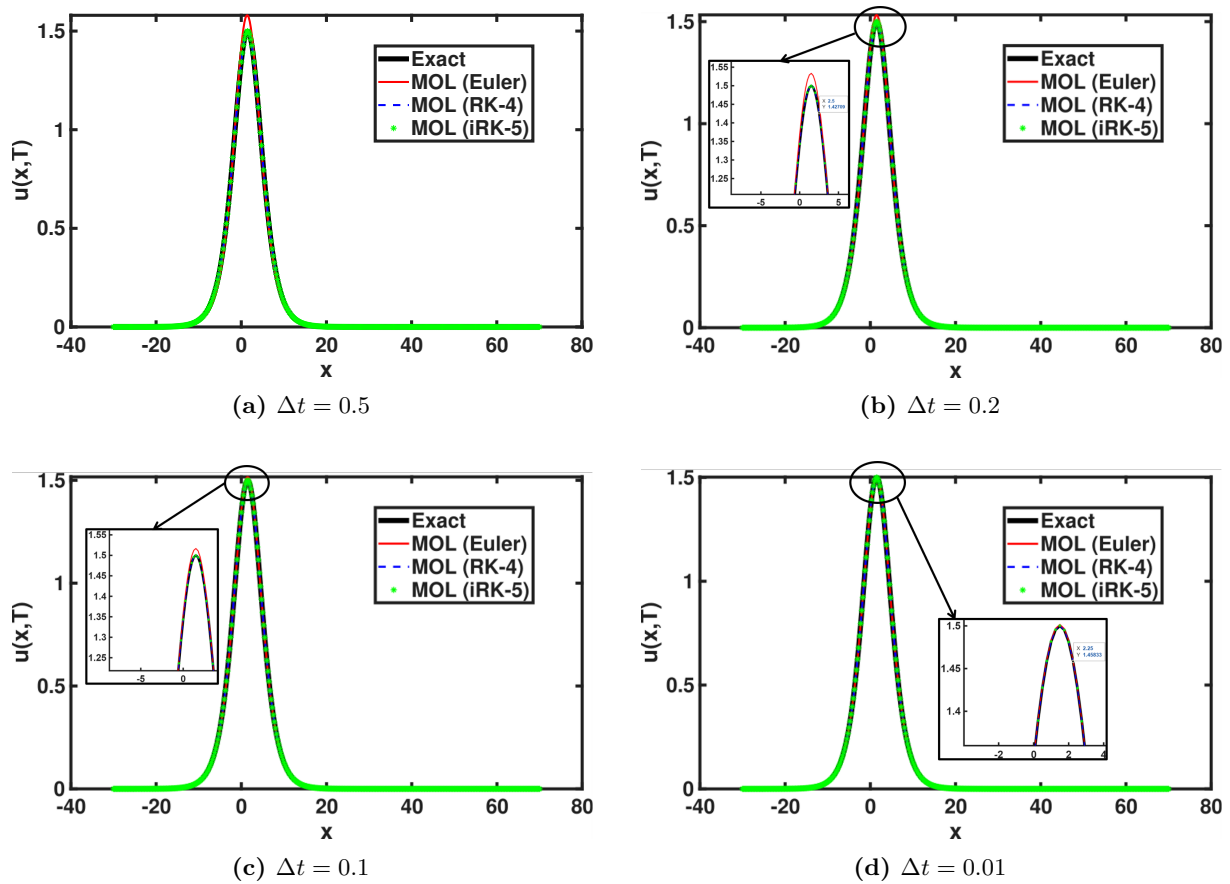 1.5
1
0.5
0
u(x,T)
Exact
MOL (Euler)
MOL (RK-4)
MOL (iRK-5)
-40
-20
0
20
40
60
80
x
(a) Δt = 0.5
1.5
1
0.5
0
u(x,T)
1.55
1.5
1.45
1.4
1.35
1.3
1.25
-5
0
5
X 2.5
Y 1.42709
Exact
MOL (Euler)
MOL (RK-4)
MOL (iRK-5)
-40
-20
0
20
40
60
80
x
(b) Δt = 0.2
1.5
1
0.5
0
u(x,T)
1.55
1.5
1.45
1.4
1.35
1.3
1.25
-5
0
Exact
MOL (Euler)
MOL (RK-4)
MOL (iRK-5)
-40
-20
0
20
40
60
80
x
(c) Δt = 0.1
1.5
1
0.5
0
u(x,T)
Exact
MOL (Euler)
MOL (RK-4)
MOL (iRK-5)
1.5
1.45
1.4
X 2.25
Y 1.45833
-2
0
2
4
-40
-20
0
20
40
60
80
x
(d) Δt = 0.01